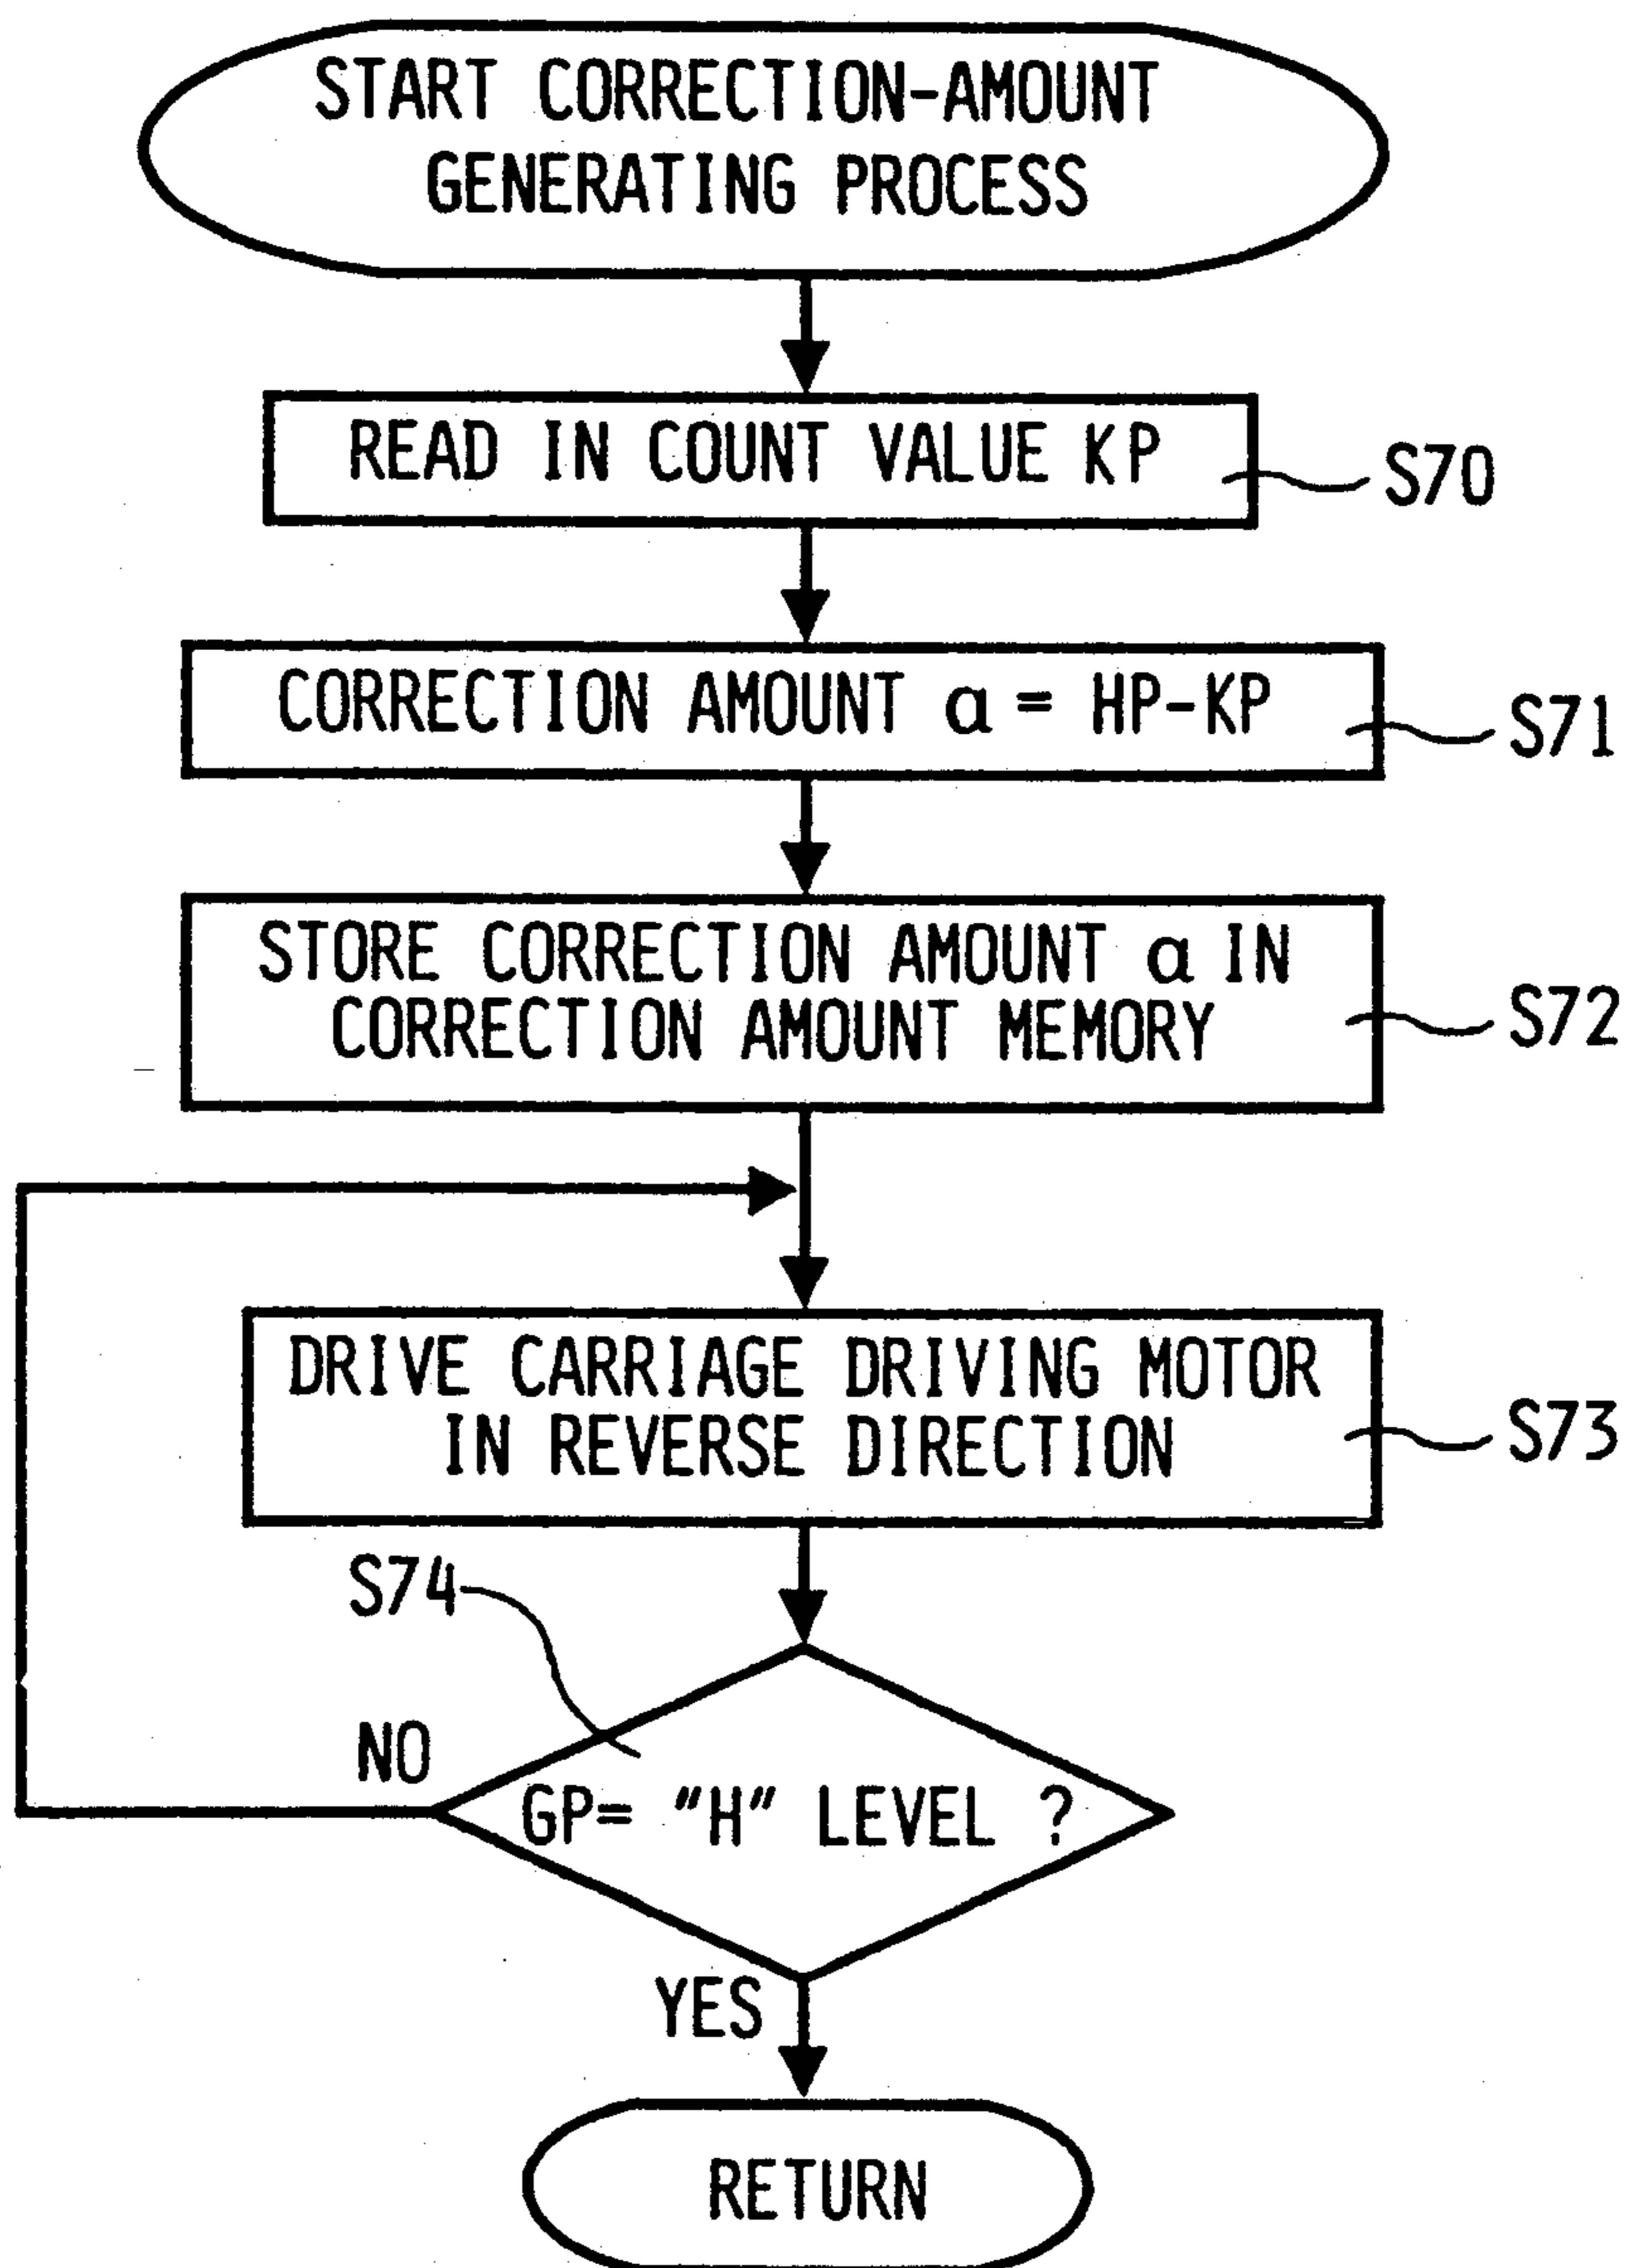 START CORRECTION-AMOUNT
GENERATING PROCESS
READ IN COUNT VALUE KP
S70
CORRECTION AMOUNT α = HP-KP
S71
STORE CORRECTION AMOUNT α IN
CORRECTION AMOUNT MEMORY
S72
DRIVE CARRIAGE DRIVING MOTOR
IN REVERSE DIRECTION
S73
S74
NO
GP= "H" LEVEL ?
YES
RETURN